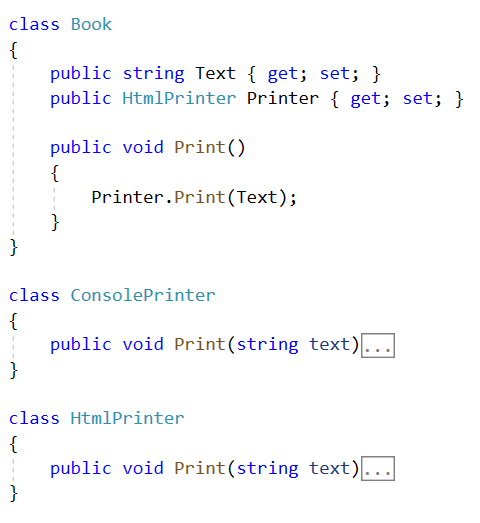 class Book
{
    public string Text { get; set; }
    public HtmlPrinter Printer { get; set; }

    public void Print()
    {
        Printer.Print(Text);
    }
}

class ConsolePrinter
{
    public void Print(string text)...
}

class HtmlPrinter
{
    public void Print(string text)...
}